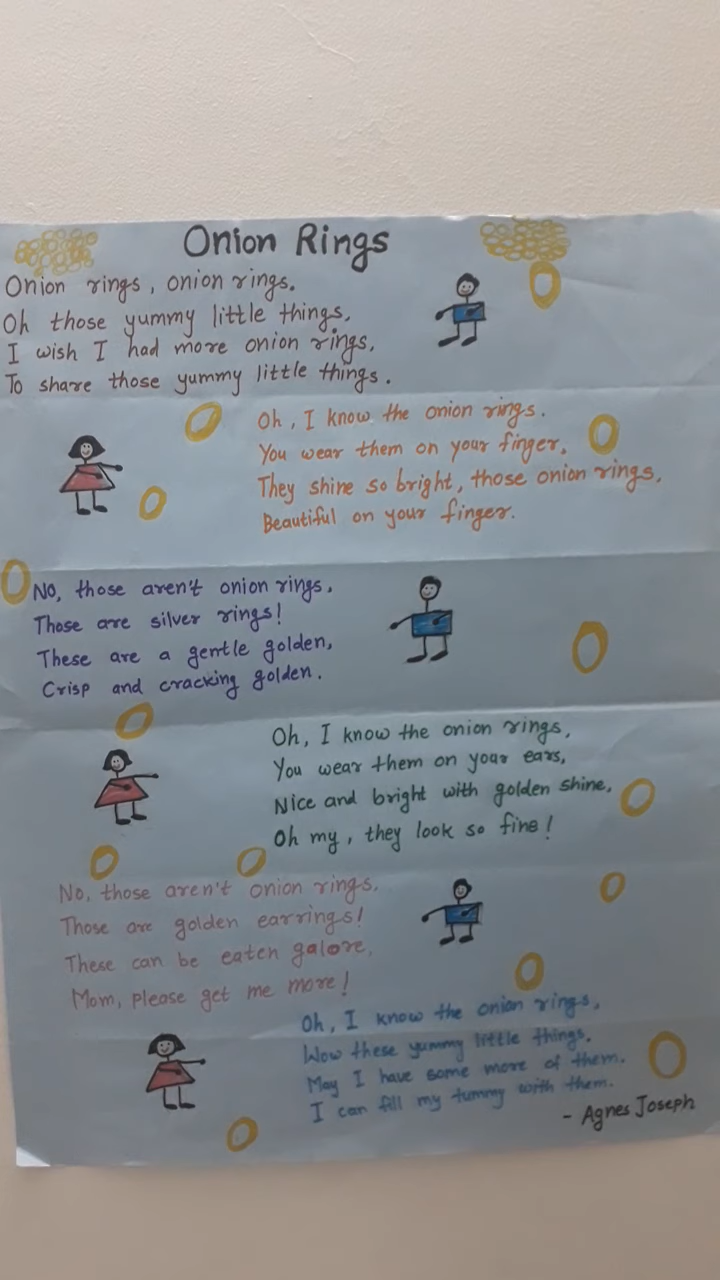 Onion Rings
Onion rings, onion rings.
Oh those yummy little things,
I wish I had more onion rings,
To share those yummy little things.
Oh, I know the onion rings.
You wear them on your finger,
They shine so bright, those onion rings,
Beautiful on your finger.
No, those aren't onion rings,
Those are silver rings!
These are a gentle golden,
Crisp and cracking golden.
Oh, I know the onion rings,
You wear them on your ears,
Nice and bright with golden shine,
Oh my, they look so fine!
No, those aren't onion rings,
Those are golden earrings!
These can be eaten galore,
Mom, please get me more!
Oh, I know the onion rings,
Wow these yummy little things,
May I have some more of them.
I can fill my tummy with them.
- Agnes Joseph